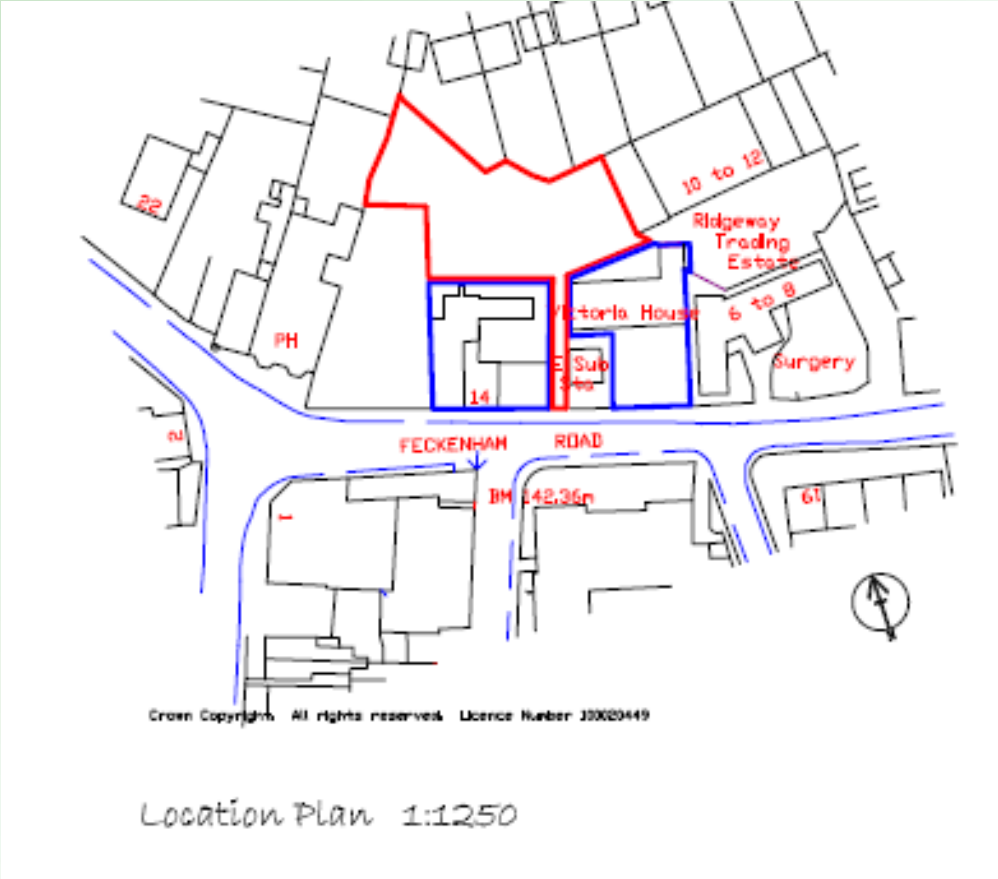 10 to 12
22
Ridgeway
Trading
Estate
6 to 8
Victoria House
PH
Surgery
El Sub
Sta
14
2
FECKENHAM ROAD
BM 142.36m
19
1
Crown Copyright. All rights reserved. Licence Number 100020449
Location Plan 1:1250